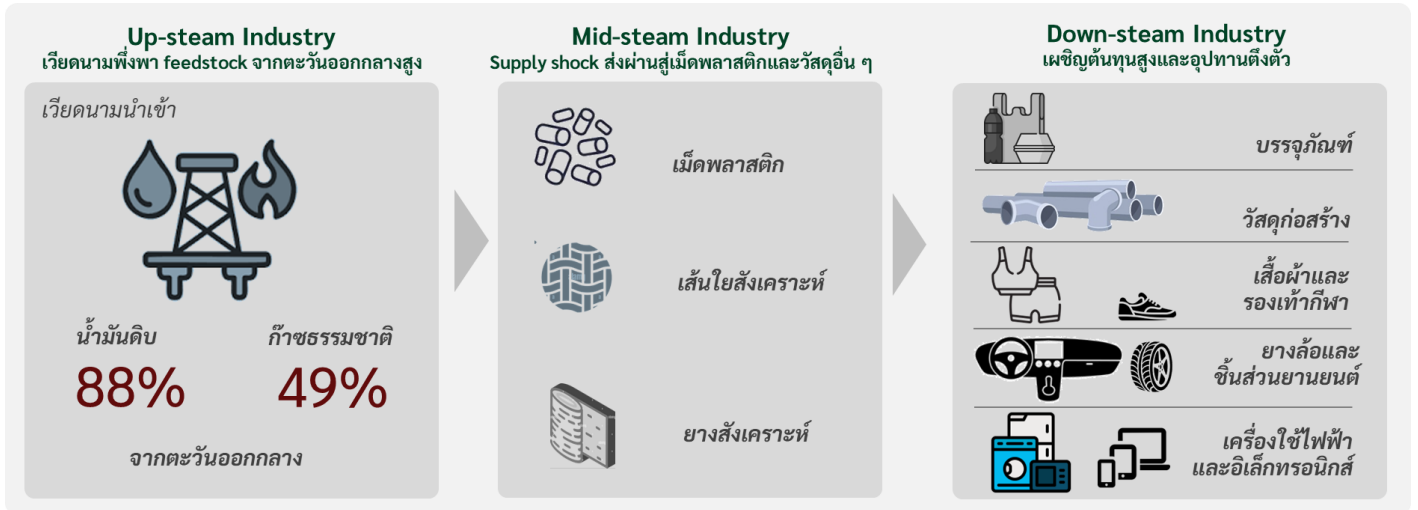 Up-steam Industry
เวียดนามพึ่งพา feedstock จากตะวันออกกลางสูง
เวียดนามนำเข้า
น้ำมันดิบ
88%
ก๊าซธรรมชาติ
49%
จากตะวันออกกลาง
Mid-steam Industry
Supply shock ส่งผ่านสู่เม็ดพลาสติกและวัสดุอื่น ๆ
เม็ดพลาสติก
เส้นใยสังเคราะห์
ยางสังเคราะห์
Down-steam Industry
เผชิญต้นทุนสูงและอุปทานตึงตัว
บรรจุภัณฑ์
วัสดุก่อสร้าง
เสื้อผ้าและ
รองเท้ากีฬา
ยางล้อและ
ชิ้นส่วนยานยนต์
เครื่องใช้ไฟฟ้า
และอิเล็กทรอนิกส์